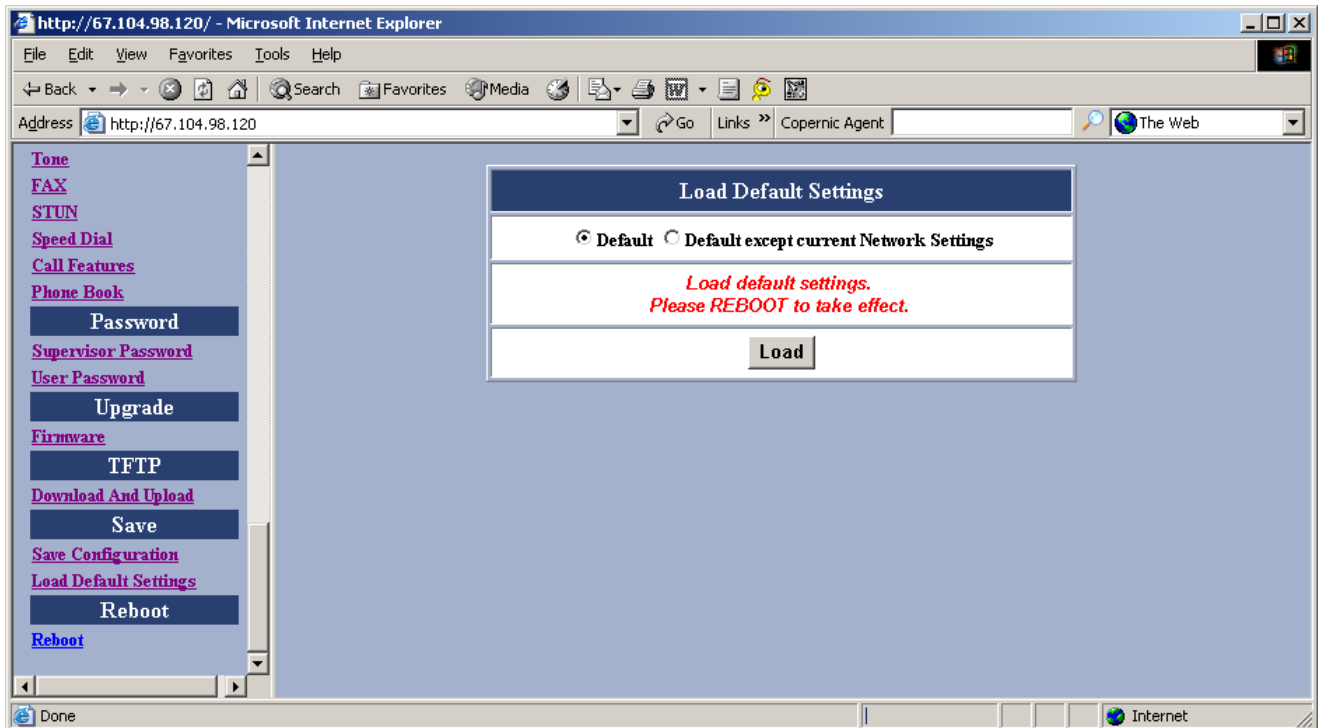 http://67.104.98.120/ - Microsoft Internet Explorer
File Edit View Favorites Tools Help
Back Search Favorites Media
Address http://67.104.98.120 Go Links » Copernic Agent The Web
Tone
FAX
STUN
Speed Dial
Call Features
Phone Book
Password
Supervisor Password
User Password
Upgrade
Firmware
TFTP
Download And Upload
Save
Save Configuration
Load Default Settings
Reboot
Reboot
Load Default Settings
Default Default except current Network Settings
Load default settings.
Please REBOOT to take effect.
Load
Done Internet